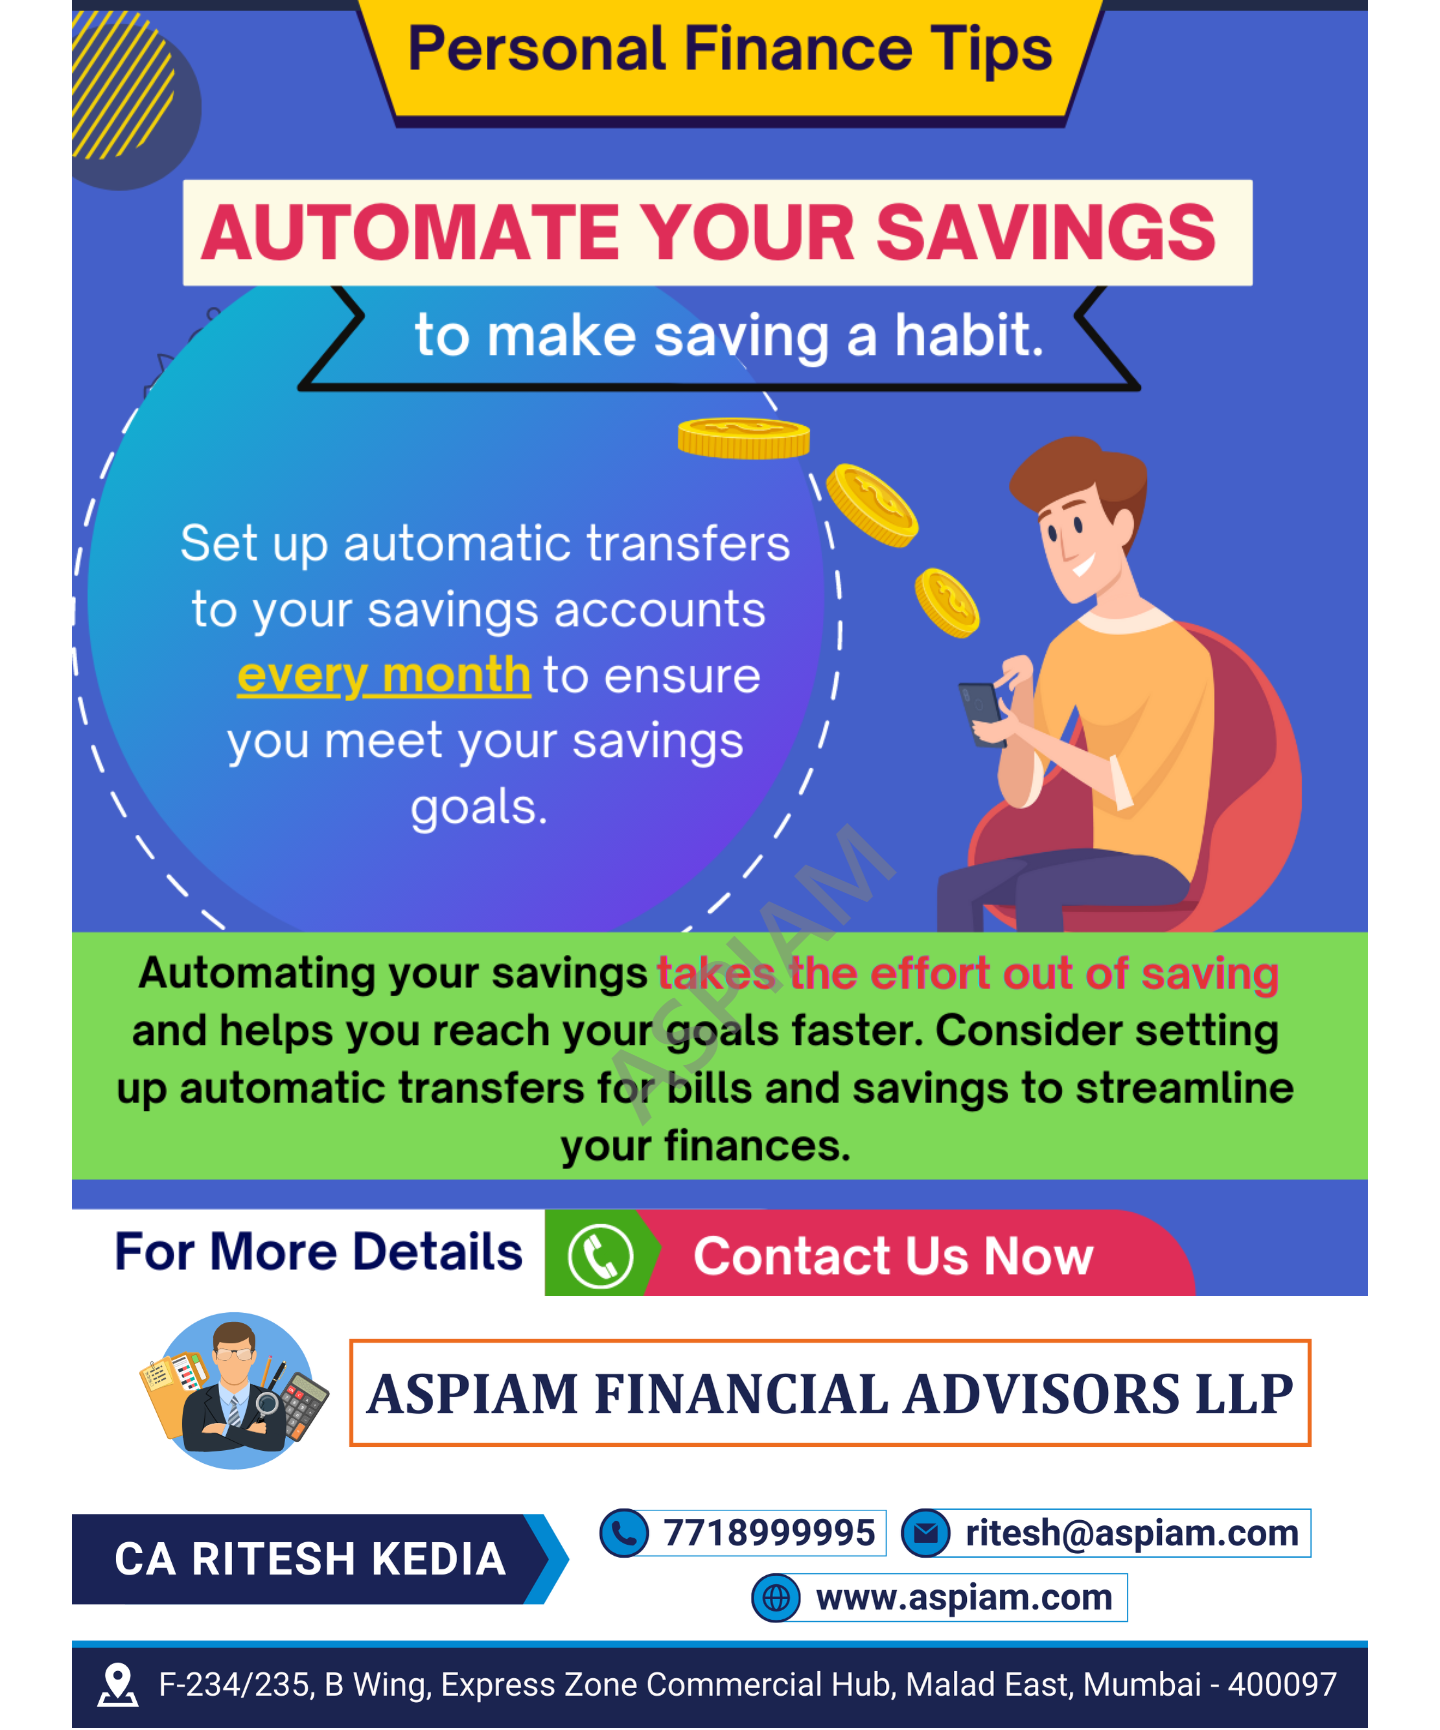 Personal Finance Tips
AUTOMATE YOUR SAVINGS
to make saving a habit.
Set up automatic transfers
to your savings accounts
every month to ensure
you meet your savings
goals.
ASPIAM
Automating your savings takes the effort out of saving
and helps you reach your goals faster. Consider setting
up automatic transfers for bills and savings to streamline
your finances.
For More Details
Contact Us Now
ASPIAM FINANCIAL ADVISORS LLP
CA RITESH KEDIA
7718999995
ritesh@aspiam.com
www.aspiam.com
F-234/235, B Wing, Express Zone Commercial Hub, Malad East, Mumbai - 400097